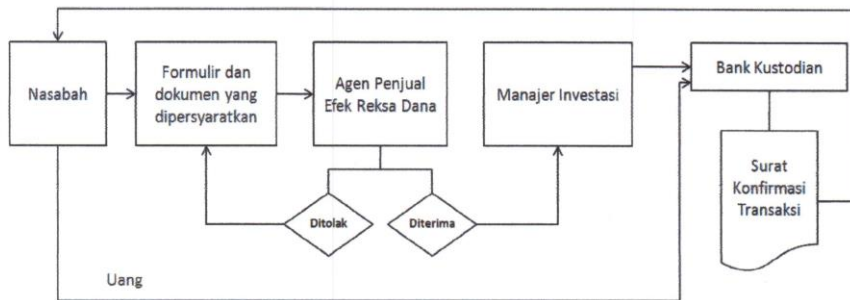 Nasabah
Formulir dan
dokumen yang
dipersyaratkan
Agen Penjual
Efek Reksa Dana
Manajer Investasi
Bank Kustodian
Surat
Konfirmasi
Transaksi
Ditolak
Diterima
Uang